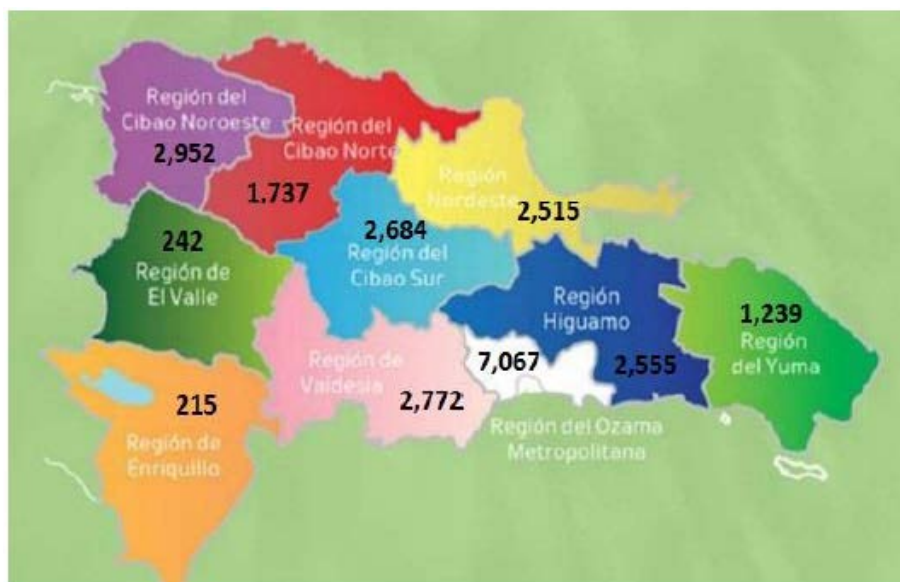 Región del
Cibao Noroeste
2,952
Región del
Cibao Norte
1.737
Región
Nordeste
2,515
242
Región de
El Valle
2,684
Región del
Cibao Sur
Región
Higuamo
2,555
1,239
Región
del Yuma
Región de
Valdesia
2,772
7,067
Región del Ozama
Metropolitana
215
Región de
Enriquillo